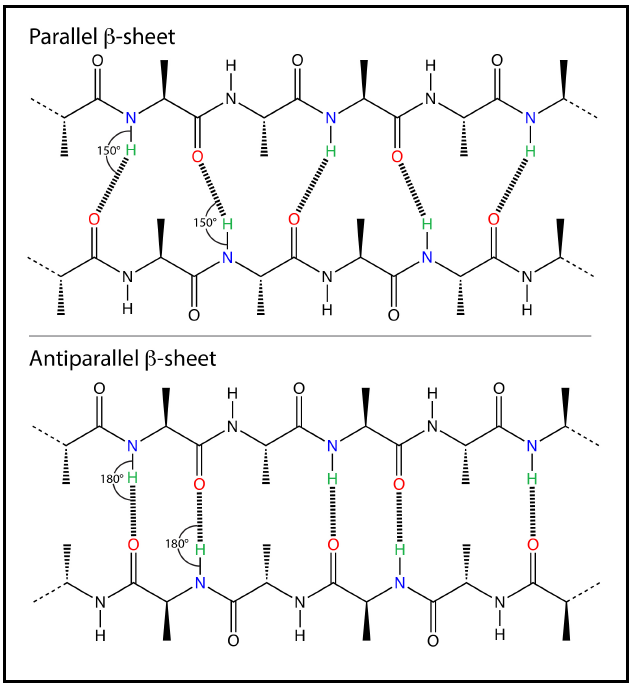 Parallel β-sheet
O H O H O
N N N N N
H 150° O H O H
O 150° H O H O
N N N N N
H O H O H
Antiparallel β-sheet
O H O H O
N N N N N
H 180° O H O H
O 180° H O H O
N N N N N
H O H O H